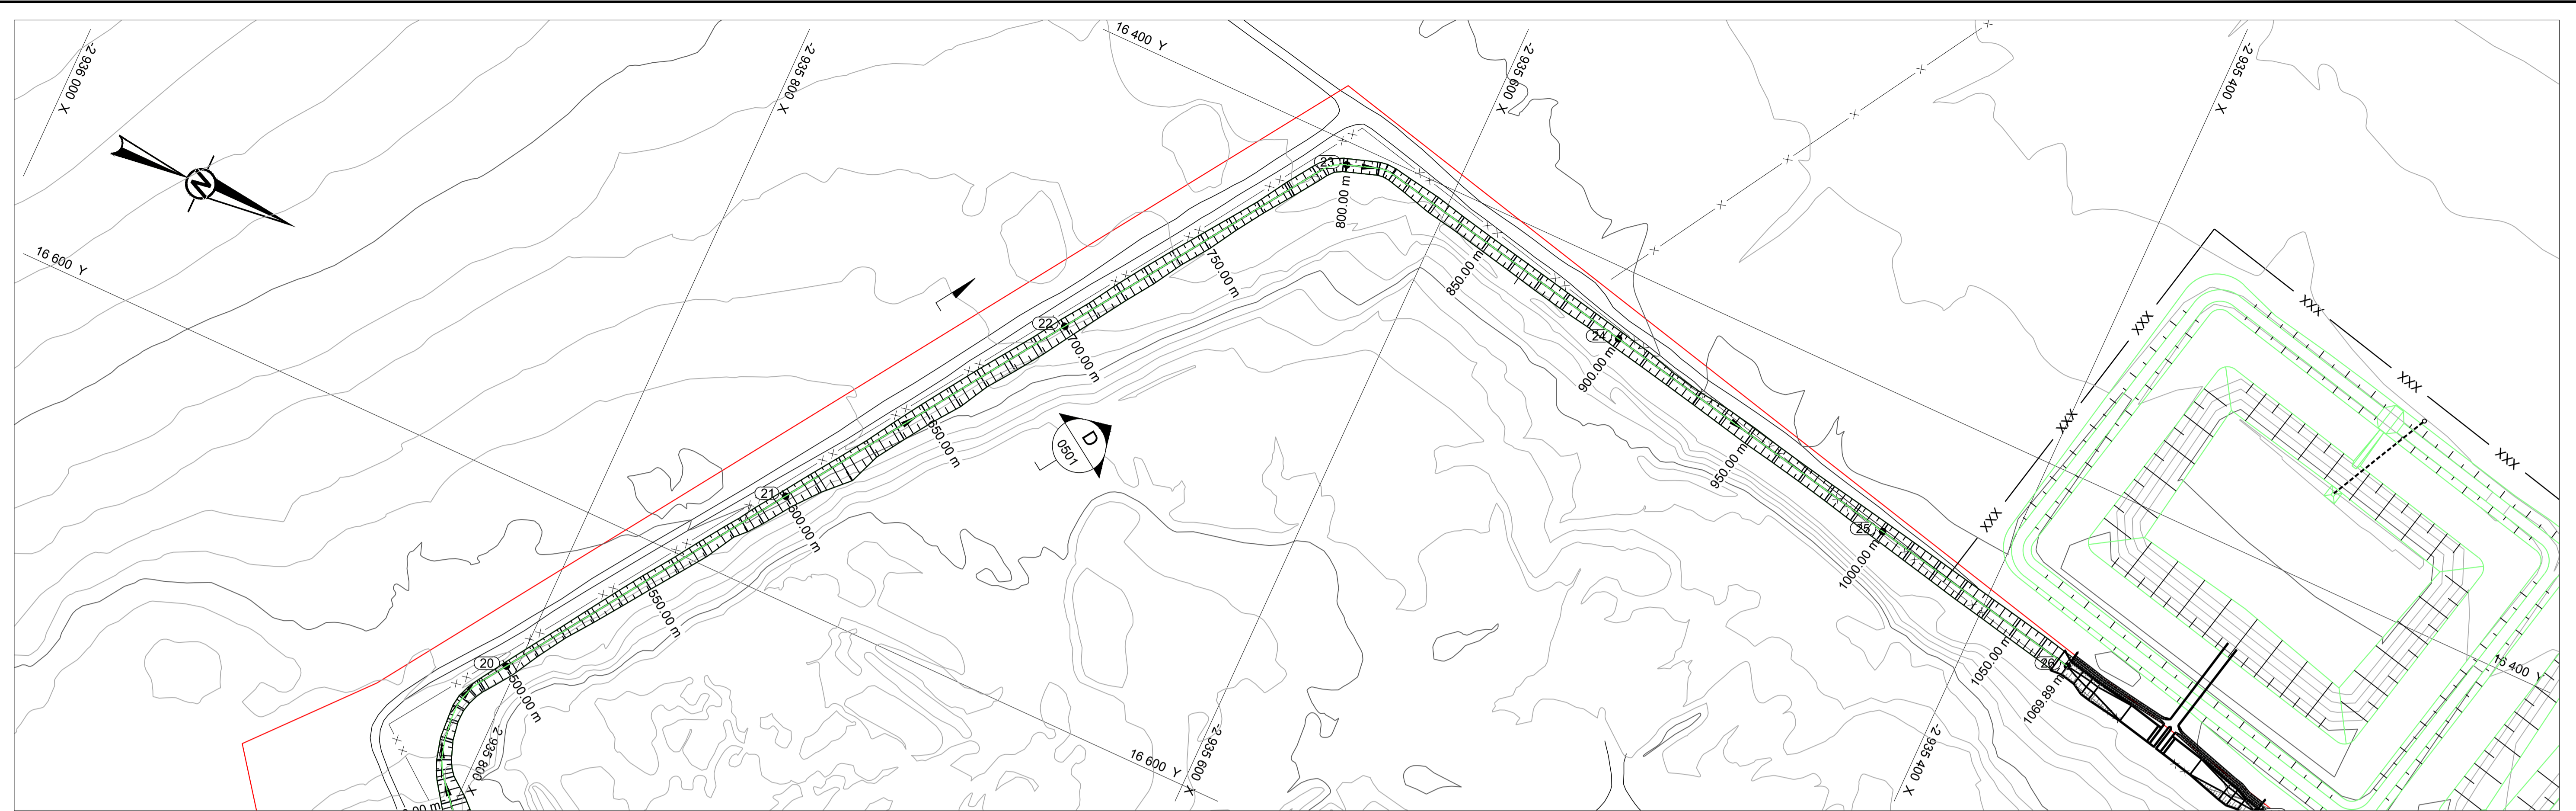 -2 936 000 X
-2 935 800 X
16 400 Y
-2 935 600 X
-2 935 400 X
N
16 600 Y
23
800.00 m
22
750.00 m
700.00 m
850.00 m
24
900.00 m
XXX
XXX
XXX
XXX
XXX
XXX
D
0501
650.00 m
21
600.00 m
950.00 m
25
1000.00 m
550.00 m
20
500.00 m
26
1050.00 m
1069.89 m
16 400 Y
-2 935 800 X
16 600 Y
-2 935 600 X
-2 935 400 X